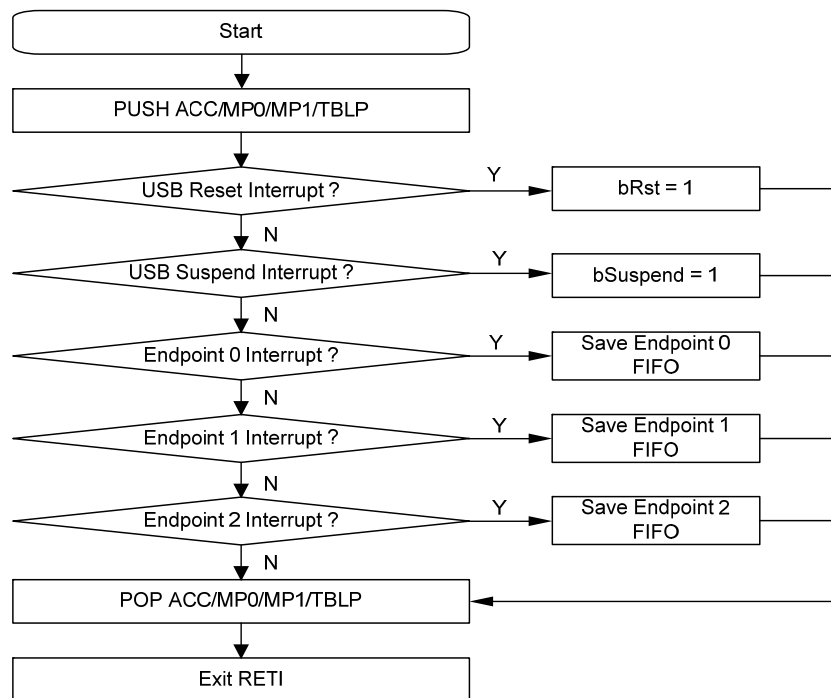 Start
PUSH ACC/MP0/MP1/TBLP
USB Reset Interrupt ?
Y
bRst = 1
N
USB Suspend Interrupt ?
Y
bSuspend = 1
N
Endpoint 0 Interrupt ?
Y
Save Endpoint 0
FIFO
N
Endpoint 1 Interrupt ?
Y
Save Endpoint 1
FIFO
N
Endpoint 2 Interrupt ?
Y
Save Endpoint 2
FIFO
N
POP ACC/MP0/MP1/TBLP
Exit RETI